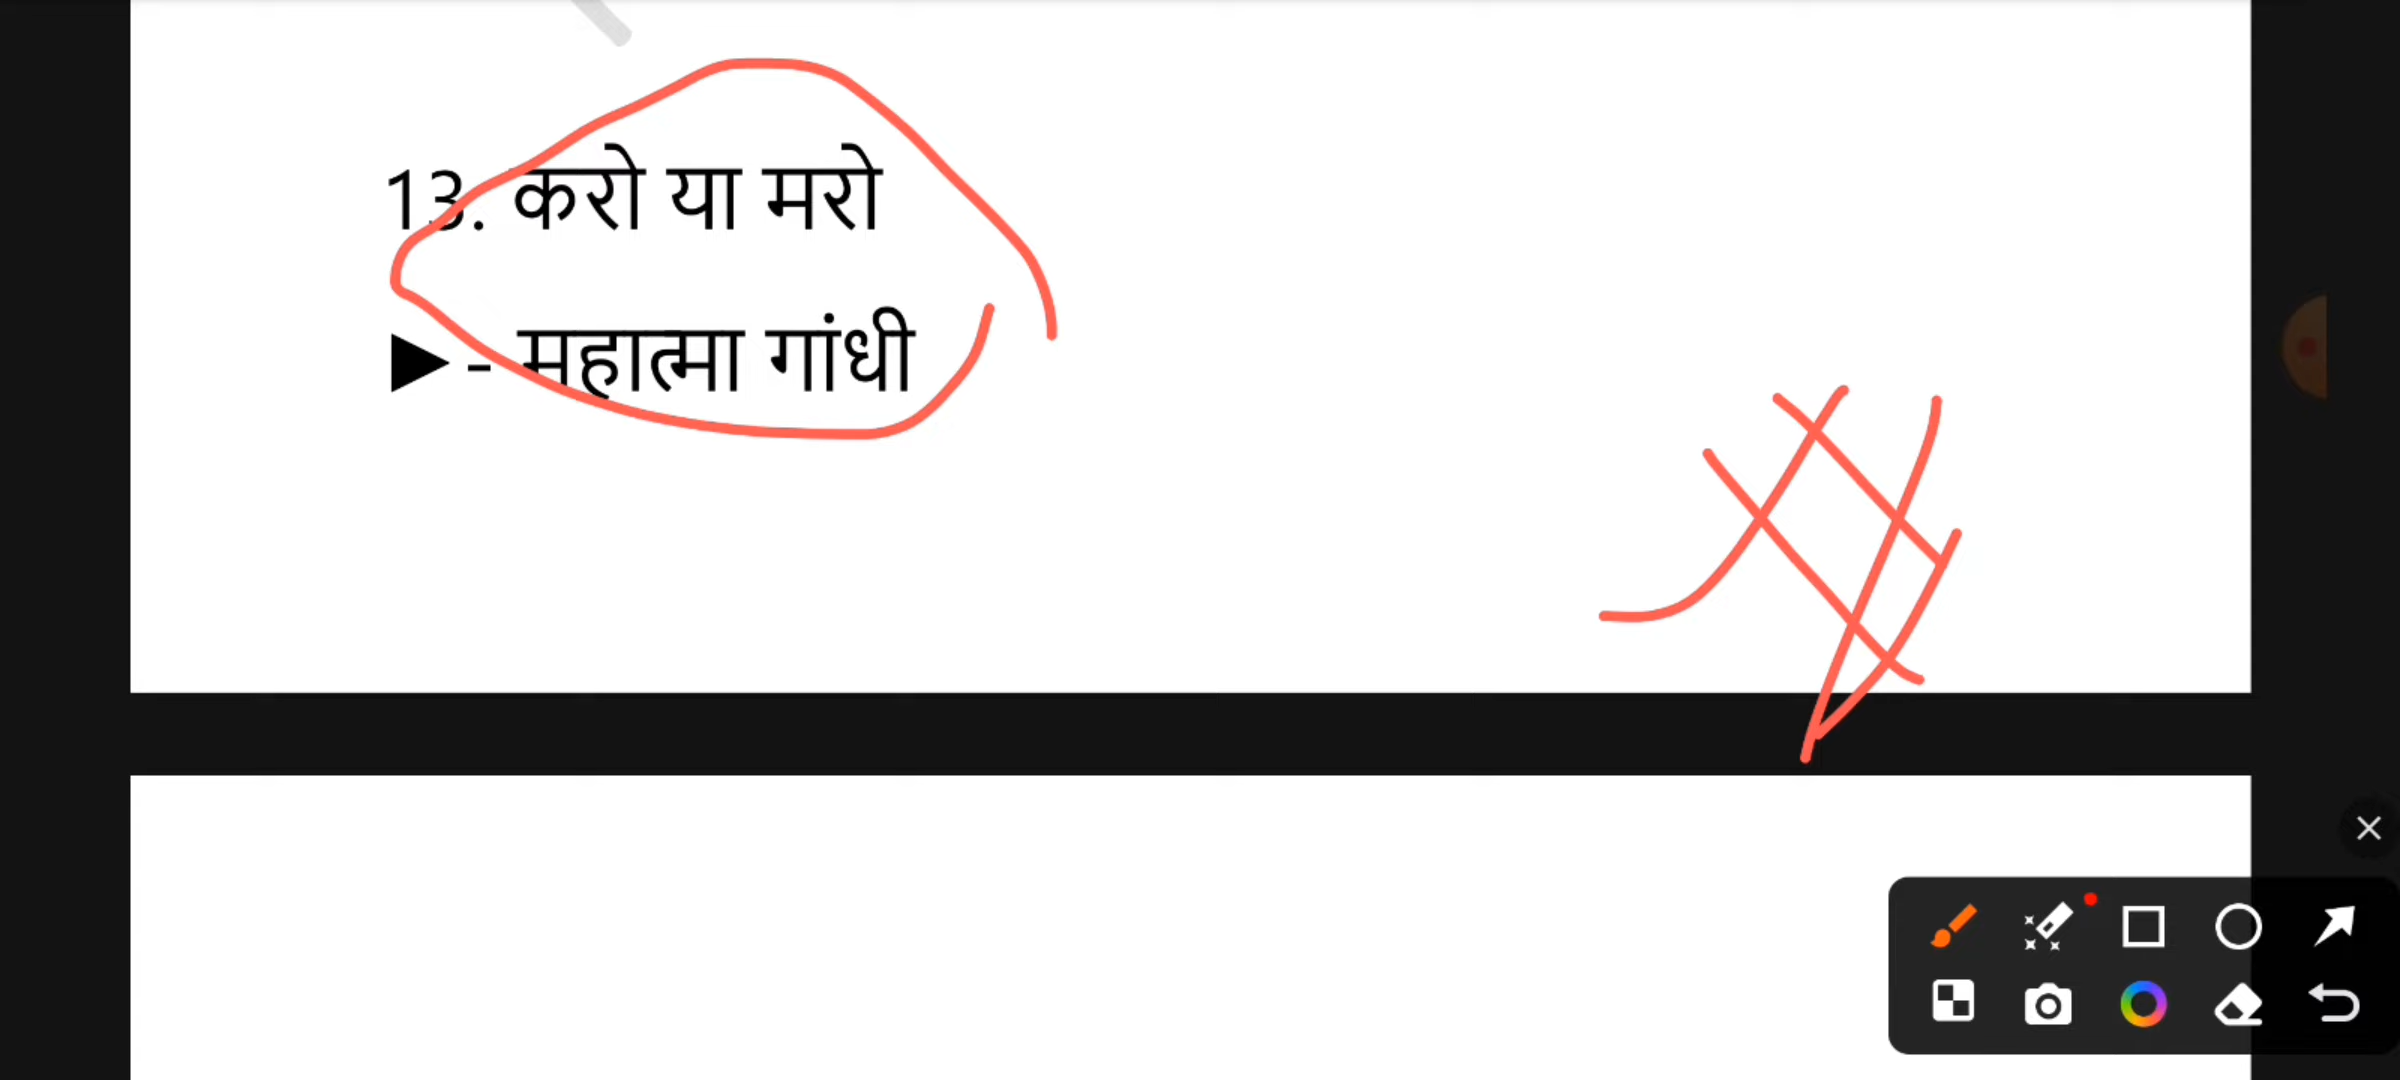 13. करो या मरो
▶- महात्मा गांधी